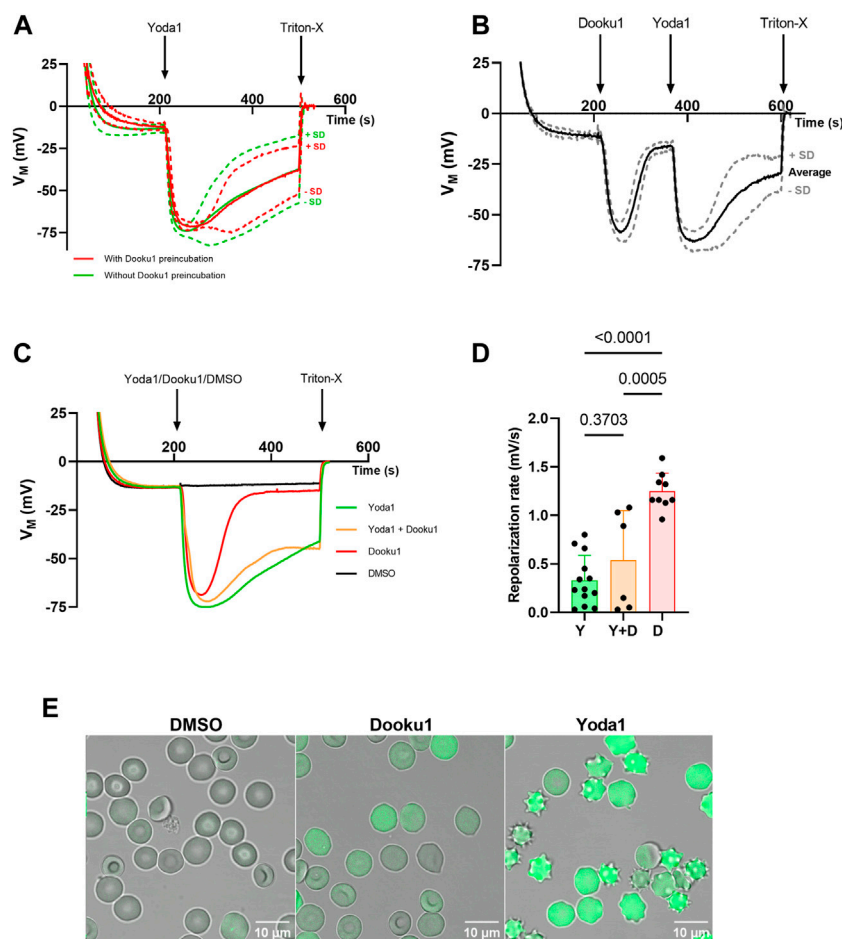 A
Yoda1
Triton-X
25
0
200
400
600
Time (s)
-25
-50
-75
V_M (mV)
+ SD
+ SD
- SD
- SD
With Dooku1 preincubation
Without Dooku1 preincubation
B
Dooku1
Yoda1
Triton-X
25
0
200
400
600
Time (s)
-25
-50
-75
V_M (mV)
+ SD
Average
- SD
C
Yoda1/Dooku1/DMSO
Triton-X
25
0
200
400
600
Time (s)
-25
-50
-75
V_M (mV)
Yoda1
Yoda1 + Dooku1
Dooku1
DMSO
D
<0.0001
0.0005
0.3703
2.0
1.5
1.0
0.5
0.0
Repolarization rate (mV/s)
Y
Y+D
D
E
DMSO
Dooku1
Yoda1
10 µm
10 µm
10 µm